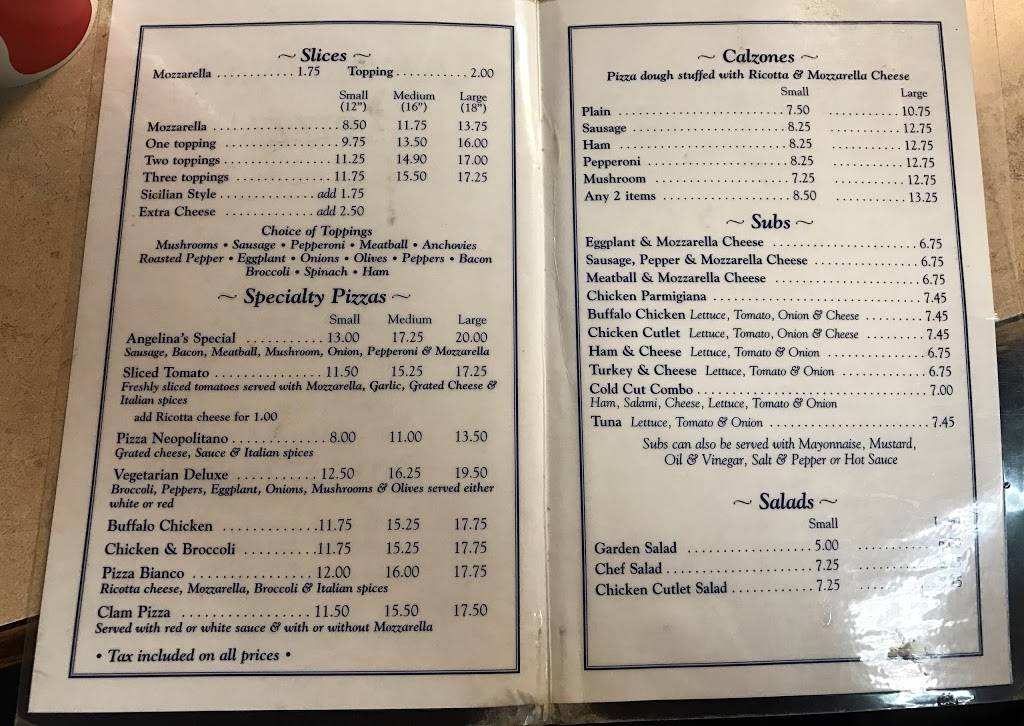 ~ Slices ~
Mozzarella ............ 1.75 Topping ........... 2.00
Small Medium Large
(12") (16") (18")
Mozzarella .................. 8.50 11.75 13.75
One topping ................ 9.75 13.50 16.00
Two toppings ................ 11.25 14.90 17.00
Three toppings .............. 11.75 15.50 17.25
Sicilian Style .............. add 1.75
Extra Cheese .............. add 2.50
Choice of Toppings
Mushrooms • Sausage • Pepperoni • Meatball • Anchovies
Roasted Pepper • Eggplant • Onions • Olives • Peppers • Bacon
Broccoli • Spinach • Ham
~ Specialty Pizzas ~
Small Medium Large
Angelina's Special ........... 13.00 17.25 20.00
Sausage, Bacon, Meatball, Mushroom, Onion, Pepperoni & Mozzarella
Sliced Tomato ............... 11.50 15.25 17.25
Freshly sliced tomatoes served with Mozzarella, Garlic, Grated Cheese &
Italian spices
add Ricotta cheese for 1.00
Pizza Neopolitano ............. 8.00 11.00 13.50
Grated cheese, Sauce & Italian spices
Vegetarian Deluxe ............ 12.50 16.25 19.50
Broccoli, Peppers, Eggplant, Onions, Mushrooms & Olives served either
white or red
Buffalo Chicken ............. 11.75 15.25 17.75
Chicken & Broccoli .......... 11.75 15.25 17.75
Pizza Bianco ................ 12.00 16.00 17.75
Ricotta cheese, Mozzarella, Broccoli & Italian spices
Clam Pizza .................. 11.50 15.50 17.50
Served with red or white sauce & with or without Mozzarella
• Tax included on all prices •
~ Calzones ~
Pizza dough stuffed with Ricotta & Mozzarella Cheese
Small Large
Plain ........................ 7.50 ............ 10.75
Sausage ...................... 8.25 ............ 12.75
Ham .......................... 8.25 ............ 12.75
Pepperoni .................... 8.25 ............ 12.75
Mushroom .................... 7.25 ............ 12.75
Any 2 items .................. 8.50 ............ 13.25
~ Subs ~
Eggplant & Mozzarella Cheese .................... 6.75
Sausage, Pepper & Mozzarella Cheese .............. 6.75
Meatball & Mozzarella Cheese .................... 6.75
Chicken Parmigiana ............................. 7.45
Buffalo Chicken Lettuce, Tomato, Onion & Cheese ........ 7.45
Chicken Cutlet Lettuce, Tomato, Onion & Cheese ......... 7.45
Ham & Cheese Lettuce, Tomato & Onion ............... 6.75
Turkey & Cheese Lettuce, Tomato & Onion ............ 6.75
Cold Cut Combo ................................. 7.00
Ham, Salami, Cheese, Lettuce, Tomato & Onion
Tuna Lettuce, Tomato & Onion ........................ 7.45
Subs can also be served with Mayonnaise, Mustard,
Oil & Vinegar, Salt & Pepper or Hot Sauce
~ Salads ~
Small
Garden Salad .................. 5.00
Chef Salad ..................... 7.25
Chicken Cutlet Salad ............ 7.25